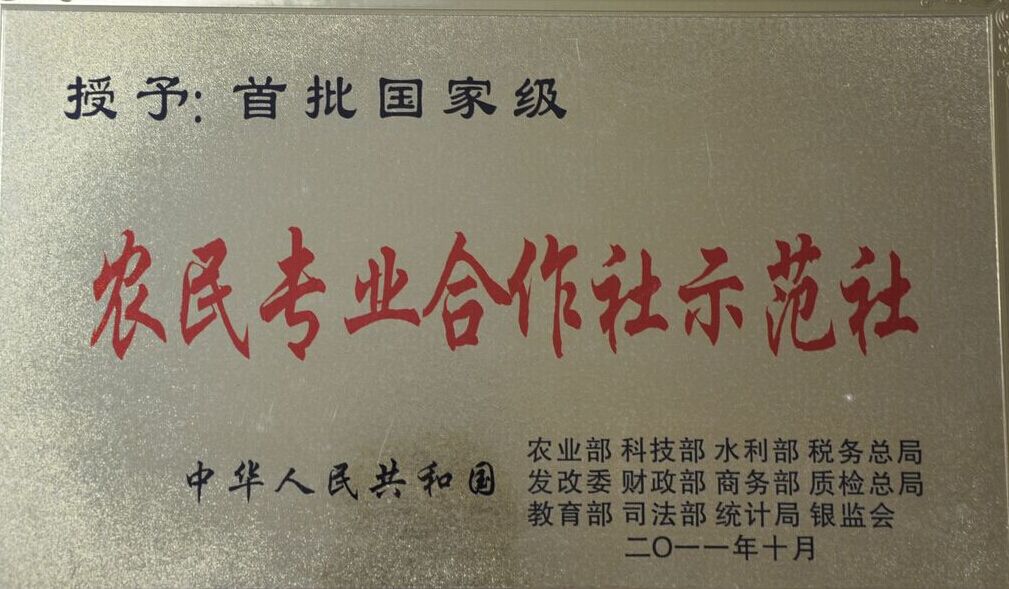 授予：首批国家级
农民专业合作社示范社
中华人民共和国
农业部 科技部 水利部 税务总局
发改委 财政部 商务部 质检总局
教育部 司法部 统计局 银监会
二〇一一年十月